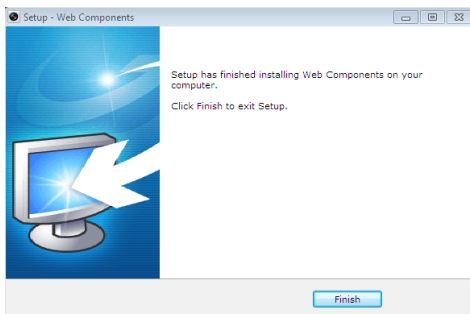 Setup - Web Components
Setup has finished installing Web Components on your
computer.
Click Finish to exit Setup.
Finish